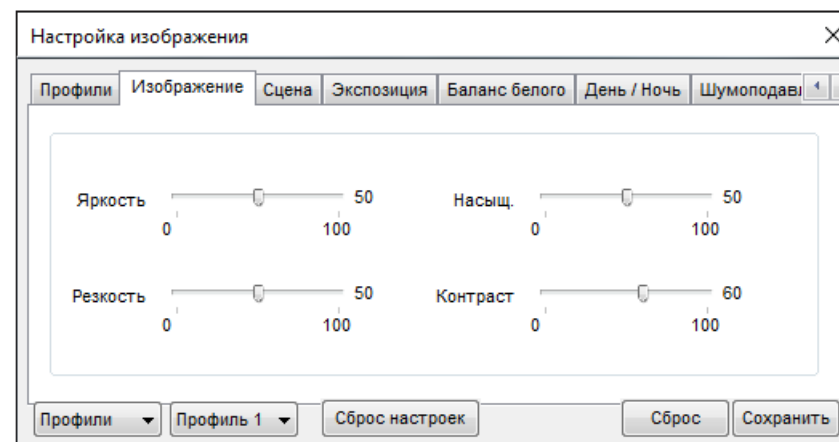 Настройка изображения
Профили Изображение Сцена Экспозиция Баланс белого День / Ночь Шумоподав
Яркость 50 Насыщ. 50
0 100 0 100
Резкость 50 Контраст 60
0 100 0 100
Профили Профиль 1 Сброс настроек Сброс Сохранить